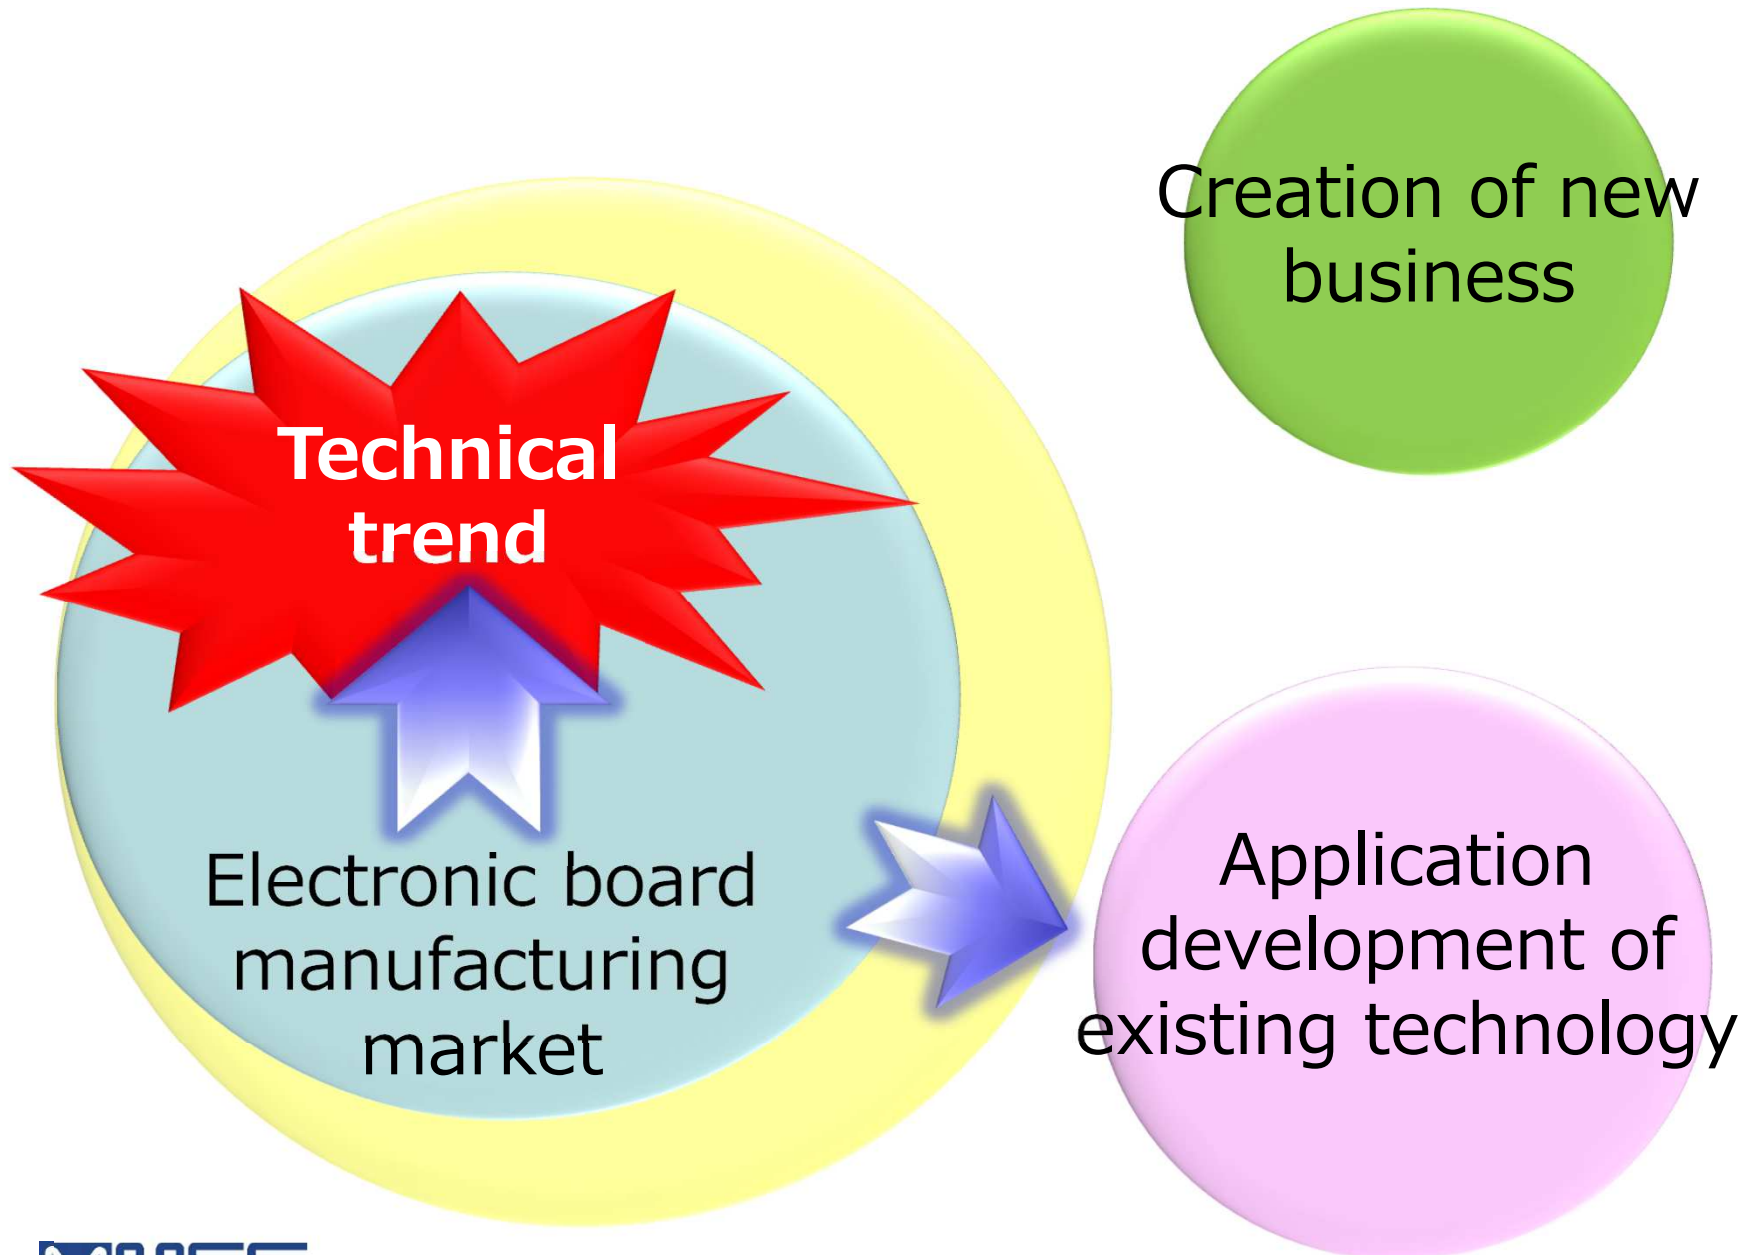 Creation of new
business
Technical
trend
Electronic board
manufacturing
market
Application
development of
existing technology